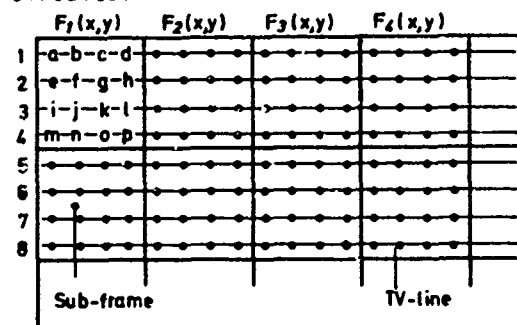 F1(x,y) F2(x,y) F3(x,y) F4(x,y)
1 a-b-c-d
2 e-f-g-h
3 i-j-k-l
4 m-n-o-p
5
6
7
8
Sub-frame TV-line